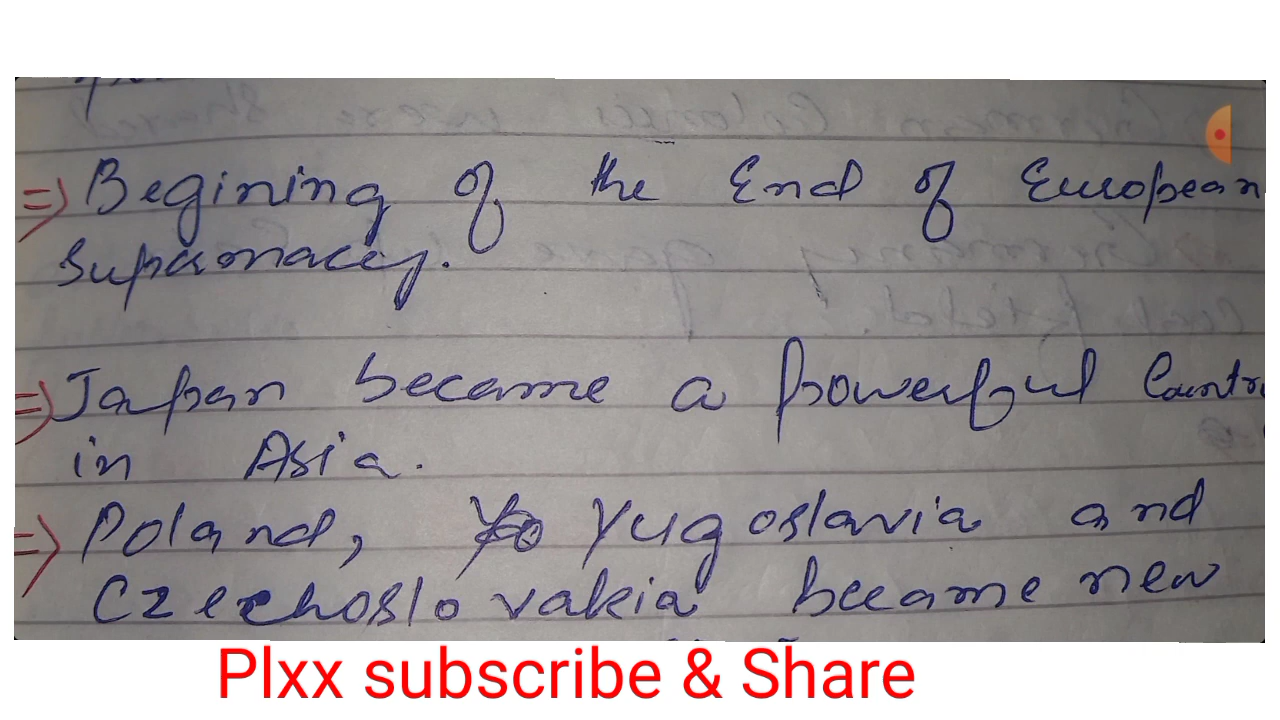 => Begining of the End of European
Supermacey.
=> Japan became a powerful Countr
in Asia.
=> Poland, Yugoslavia and
Czechoslovakia became new
Plxx subscribe & Share